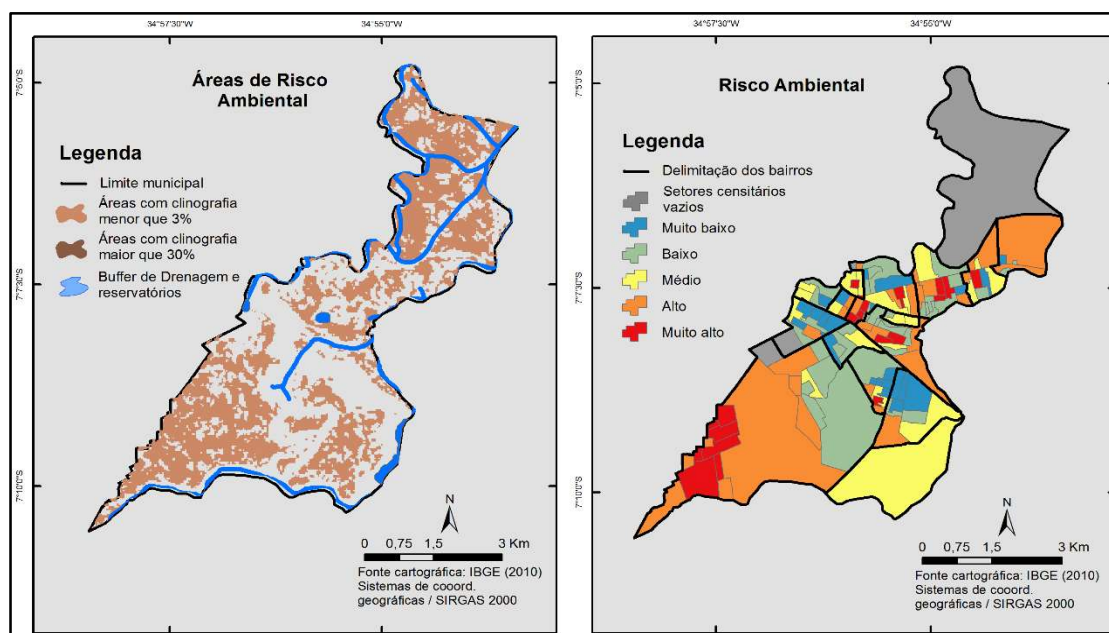 34°57'30"W
34°55'0"W
7°5'0"S
7°7'30"S
7°10'0"S
Áreas de Risco
Ambiental
Legenda
Limite municipal
Áreas com clinografia
menor que 3%
Áreas com clinografia
maior que 30%
Buffer de Drenagem e
reservatórios
N
0 0,75 1,5 3 Km
Fonte cartográfica: IBGE (2010)
Sistemas de cooord.
geográficas / SIRGAS 2000
34°57'30"W
34°55'0"W
7°5'0"S
7°7'30"S
7°10'0"S
Risco Ambiental
Legenda
Delimitação dos bairros
Setores censitários
vazios
Muito baixo
Baixo
Médio
Alto
Muito alto
N
0 0,75 1,5 3 Km
Fonte cartográfica: IBGE (2010)
Sistemas de cooord.
geográficas / SIRGAS 2000